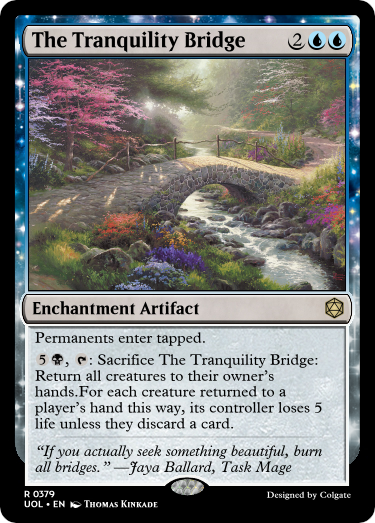 The Tranquility Bridge 2
Enchantment Artifact
Permanents enter tapped.
5 , : Sacrifice The Tranquility Bridge:
Return all creatures to their owner's
hands.For each creature returned to a
player's hand this way, its controller loses 5
life unless they discard a card.
"If you actually seek something beautiful, burn
all bridges." —Jaya Ballard, Task Mage
R 0379
UOL • EN Thomas Kinkade
Designed by Colgate